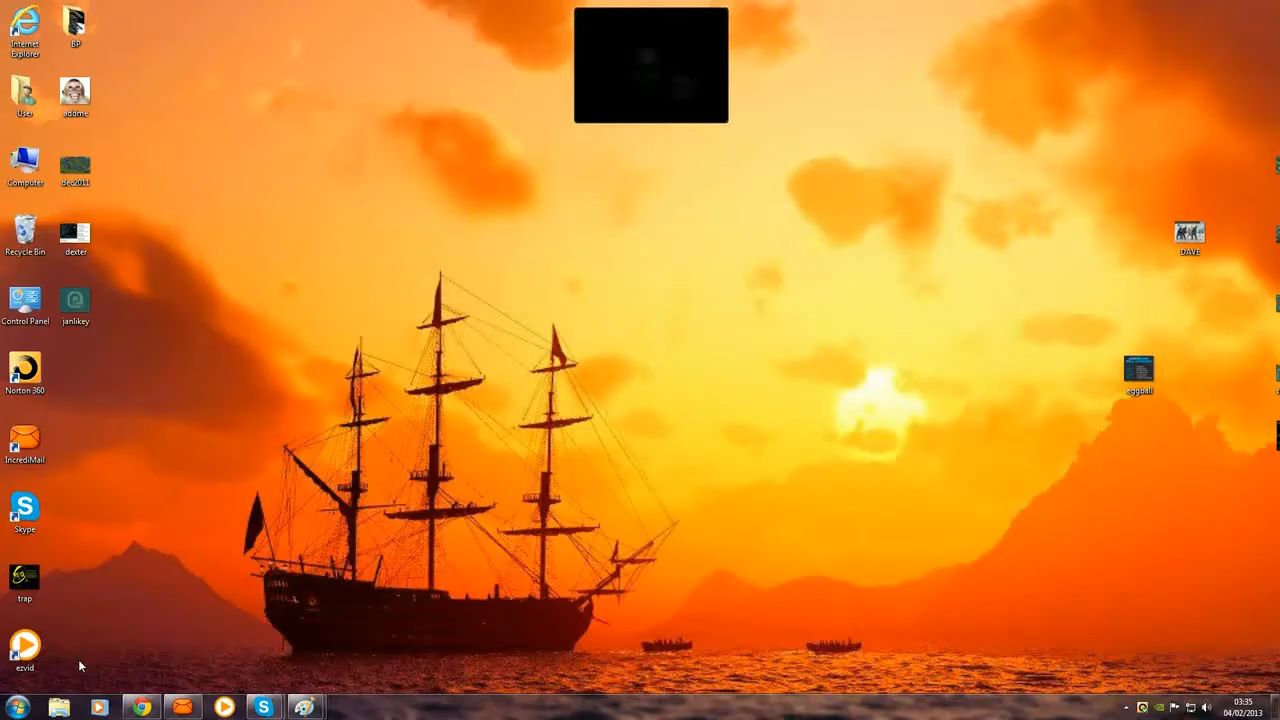 Internet
Explorer
BP
User
addme
Computer
dec2011
Recycle Bin
dexter
Control Panel
janlikey
Norton 360
IncrediMail
Skype
trap
ezvid
DAVE
eggball
03:35
04/02/2013